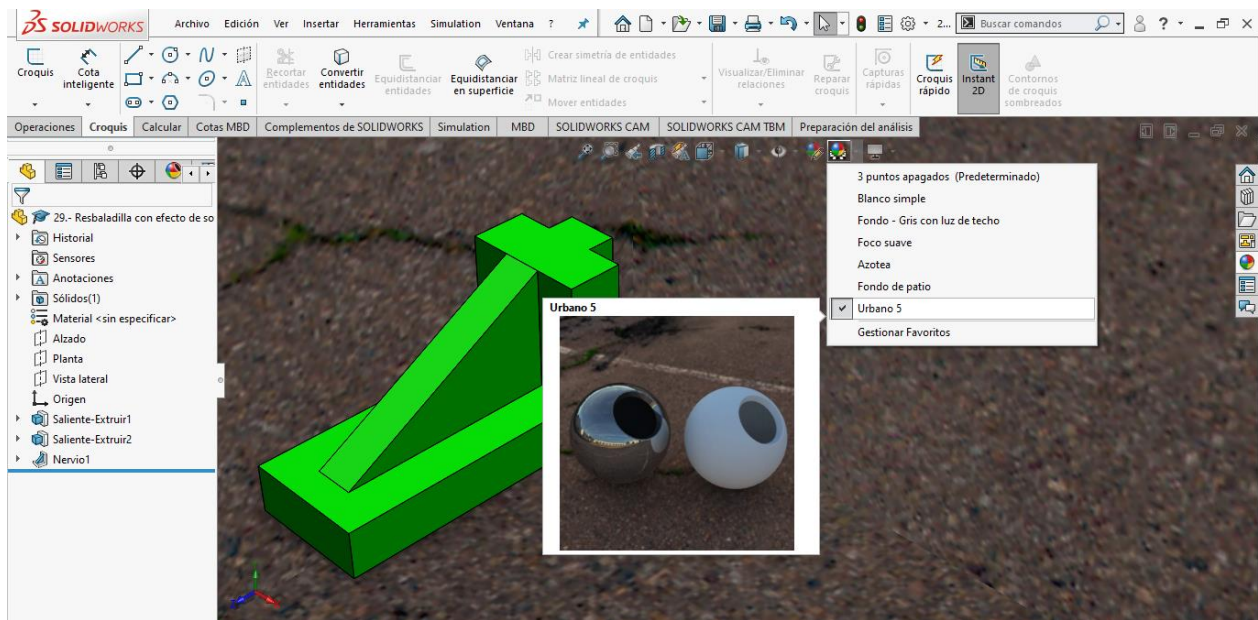 SOLIDWORKS Archivo Edición Ver Insertar Herramientas Simulation Ventana ? 2... Buscar comandos ?
Croquis
Cota inteligente
Recortar entidades
Convertir entidades
Equidistanciar entidades
Equidistanciar en superficie
Crear simetría de entidades
Matriz lineal de croquis
Mover entidades
Visualizar/Eliminar relaciones
Reparar croquis
Capturas rápidas
Croquis rápido
Instant 2D
Contornos de croquis sombreados
Operaciones Croquis Calcular Cotas MBD Complementos de SOLIDWORKS Simulation MBD SOLIDWORKS CAM SOLIDWORKS CAM TBM Preparación del análisis
29.- Resbaladilla con efecto de so
Historial
Sensores
Anotaciones
Sólidos(1)
Material <sin especificar>
Alzado
Planta
Vista lateral
Origen
Saliente-Extruir1
Saliente-Extruir2
Nervio1
3 puntos apagados (Predeterminado)
Blanco simple
Fondo - Gris con luz de techo
Foco suave
Azotea
Fondo de patio
Urbano 5
Gestionar Favoritos
Urbano 5